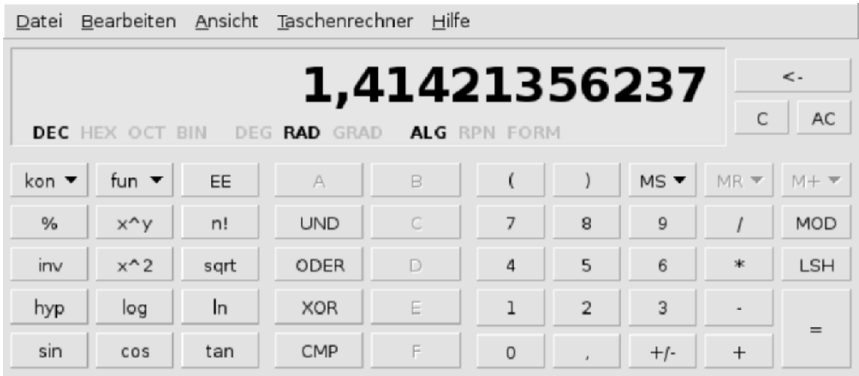 Datei Bearbeiten Ansicht Taschenrechner Hilfe
1,41421356237
<-
DEC HEX OCT BIN DEG RAD GRAD ALG RPN FORM
C AC
kon fun EE A B ( ) MS MR M+
% x^y n! UND C 7 8 9 / MOD
inv x^2 sqrt ODER D 4 5 6 * LSH
hyp log ln XOR E 1 2 3 - =
sin cos tan CMP F 0 , +/- +